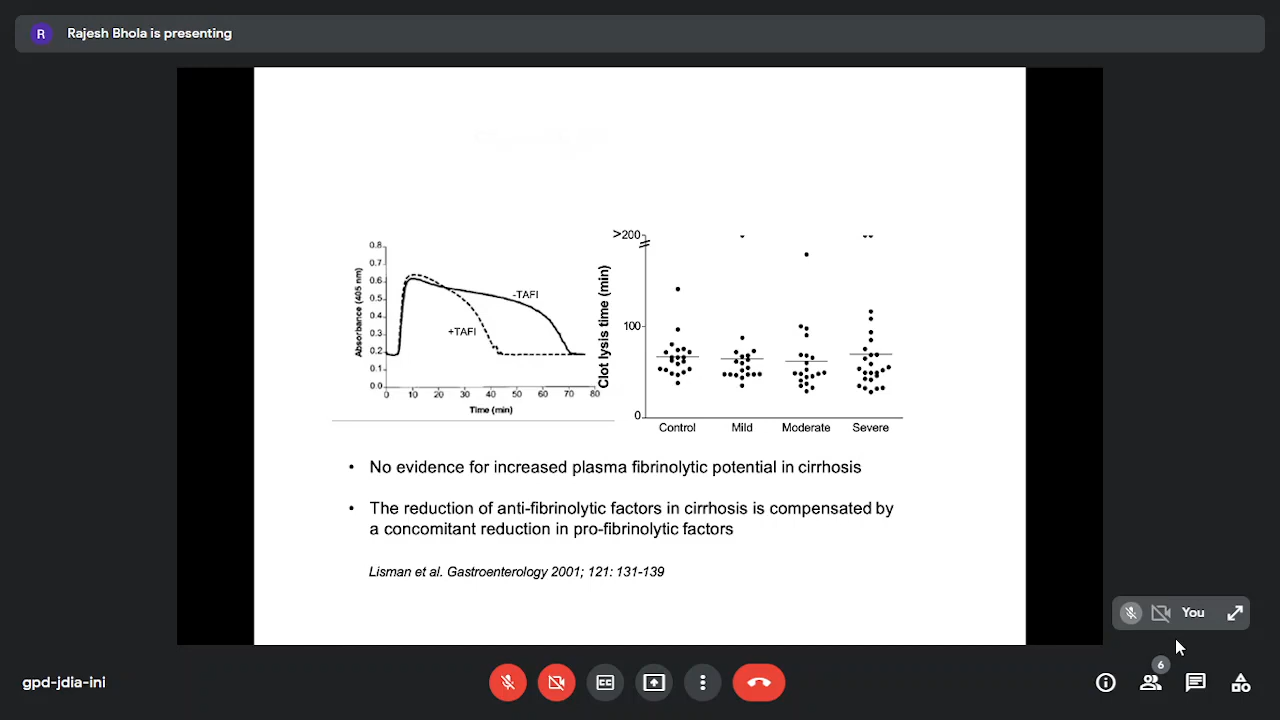 R Rajesh Bhola is presenting
>200
100
0
Clot lysis time (min)
Control Mild Moderate Severe
0.8
0.7
0.6
0.5
0.4
0.3
0.2
0.1
0.0
Absorbance (405 nm)
-TAFI
+TAFI
0 10 20 30 40 50 60 70 80
Time (min)
• No evidence for increased plasma fibrinolytic potential in cirrhosis
• The reduction of anti-fibrinolytic factors in cirrhosis is compensated by
a concomitant reduction in pro-fibrinolytic factors
Lisman et al. Gastroenterology 2001; 121: 131-139
You
6
gpd-jdia-ini
CC